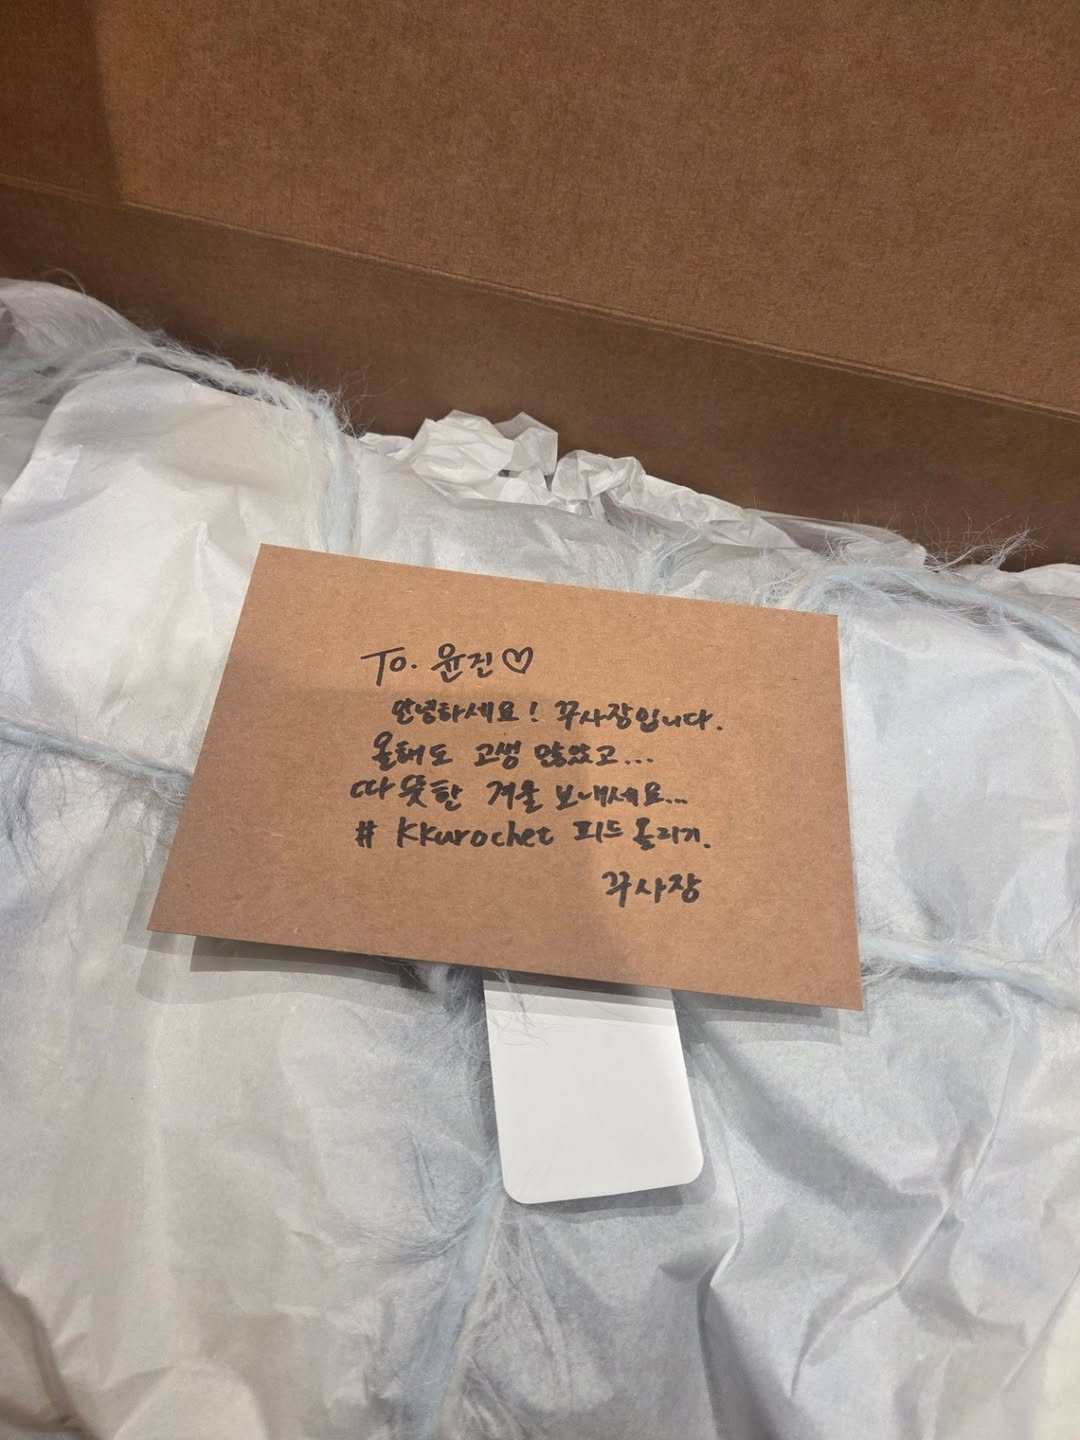 To. 윤진♡
안녕하세요! 꾸사장입니다.
올해도 고생 많았고...
따뜻한 겨울 보내세요...
# KKurochet 피드 올리기.
꾸사장